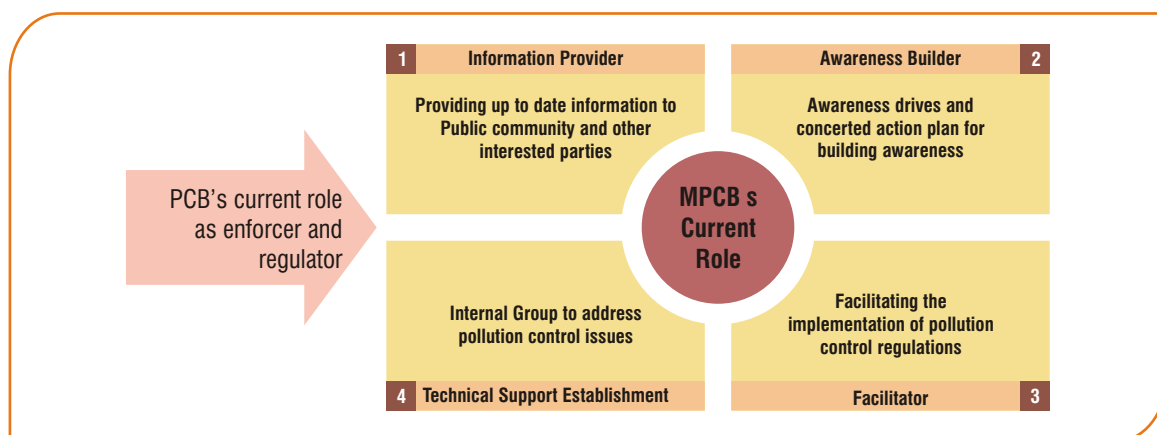 PCB's current role
as enforcer and
regulator
1 Information Provider
Providing up to date information to
Public community and other
interested parties
Awareness Builder 2
Awareness drives and
concerted action plan for
building awareness
MPCB s
Current
Role
Internal Group to address
pollution control issues
4 Technical Support Establishment
Facilitating the
implementation of pollution
control regulations
Facilitator 3